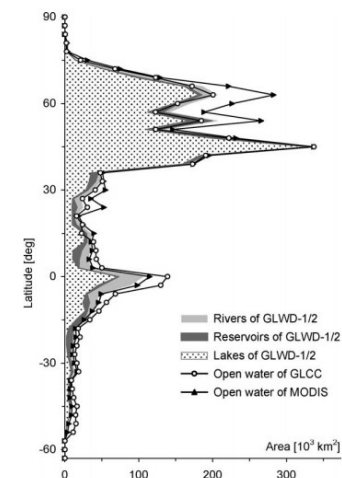 90
60
30
0
-30
-60
Latitude [deg]
Rivers of GLWD-1/2
Reservoirs of GLWD-1/2
Lakes of GLWD-1/2
Open water of GLCC
Open water of MODIS
Area [10³ km²]
0 100 200 300